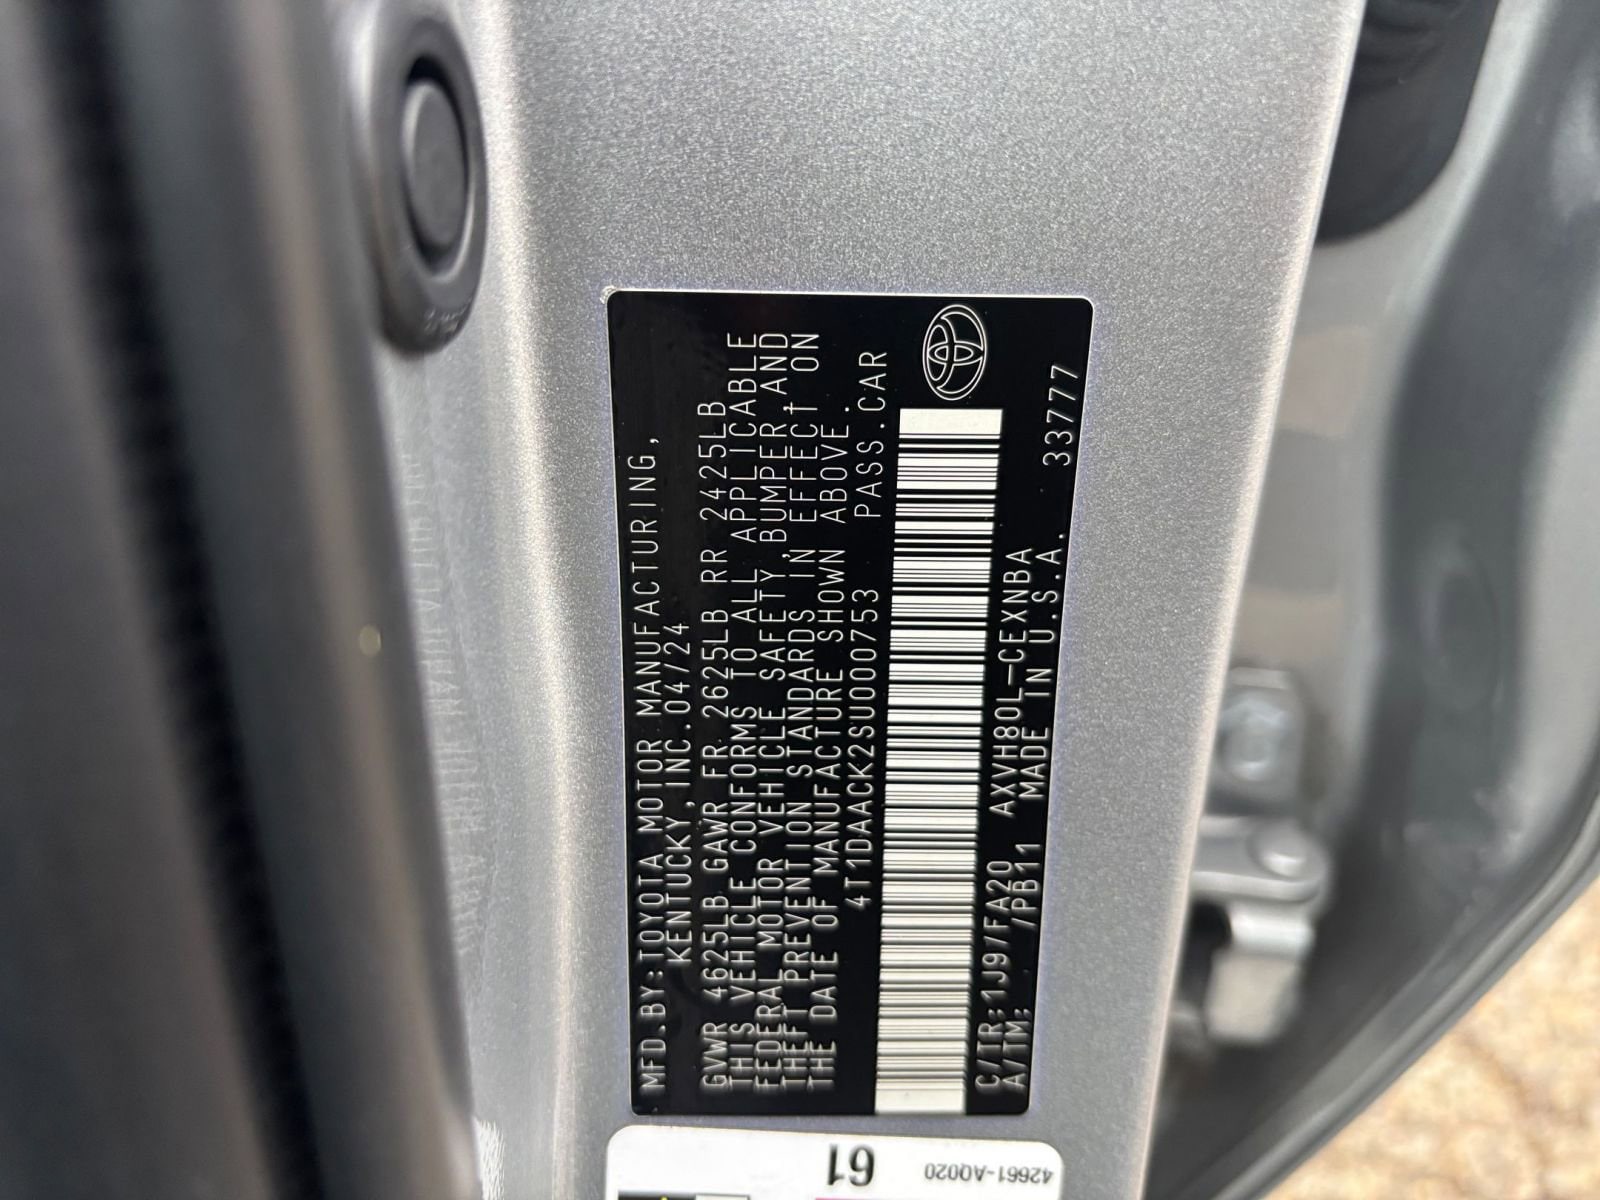 MFD.BY:TOYOTA MOTOR MANUFACTURING,
KENTUCKY,INC.04/24
GVWR 4625LB GAWR FR 2625LB RR 2425LB
THIS VEHICLE CONFORMS TO ALL APPLICABLE
FEDERAL MOTOR VEHICLE SAFETY,BUMPER,AND
THEFT PREVENTION STANDARDS IN EFFECT ON
THE DATE OF MANUFACTURE SHOWN ABOVE.
4T1DAACK2SU000753 PASS.CAR
C/TR:1J9/FA20 AXVH80L-CEXNBA 33777
A/TM: /PB11 MADE IN U.S.A.
61
42661-A0020